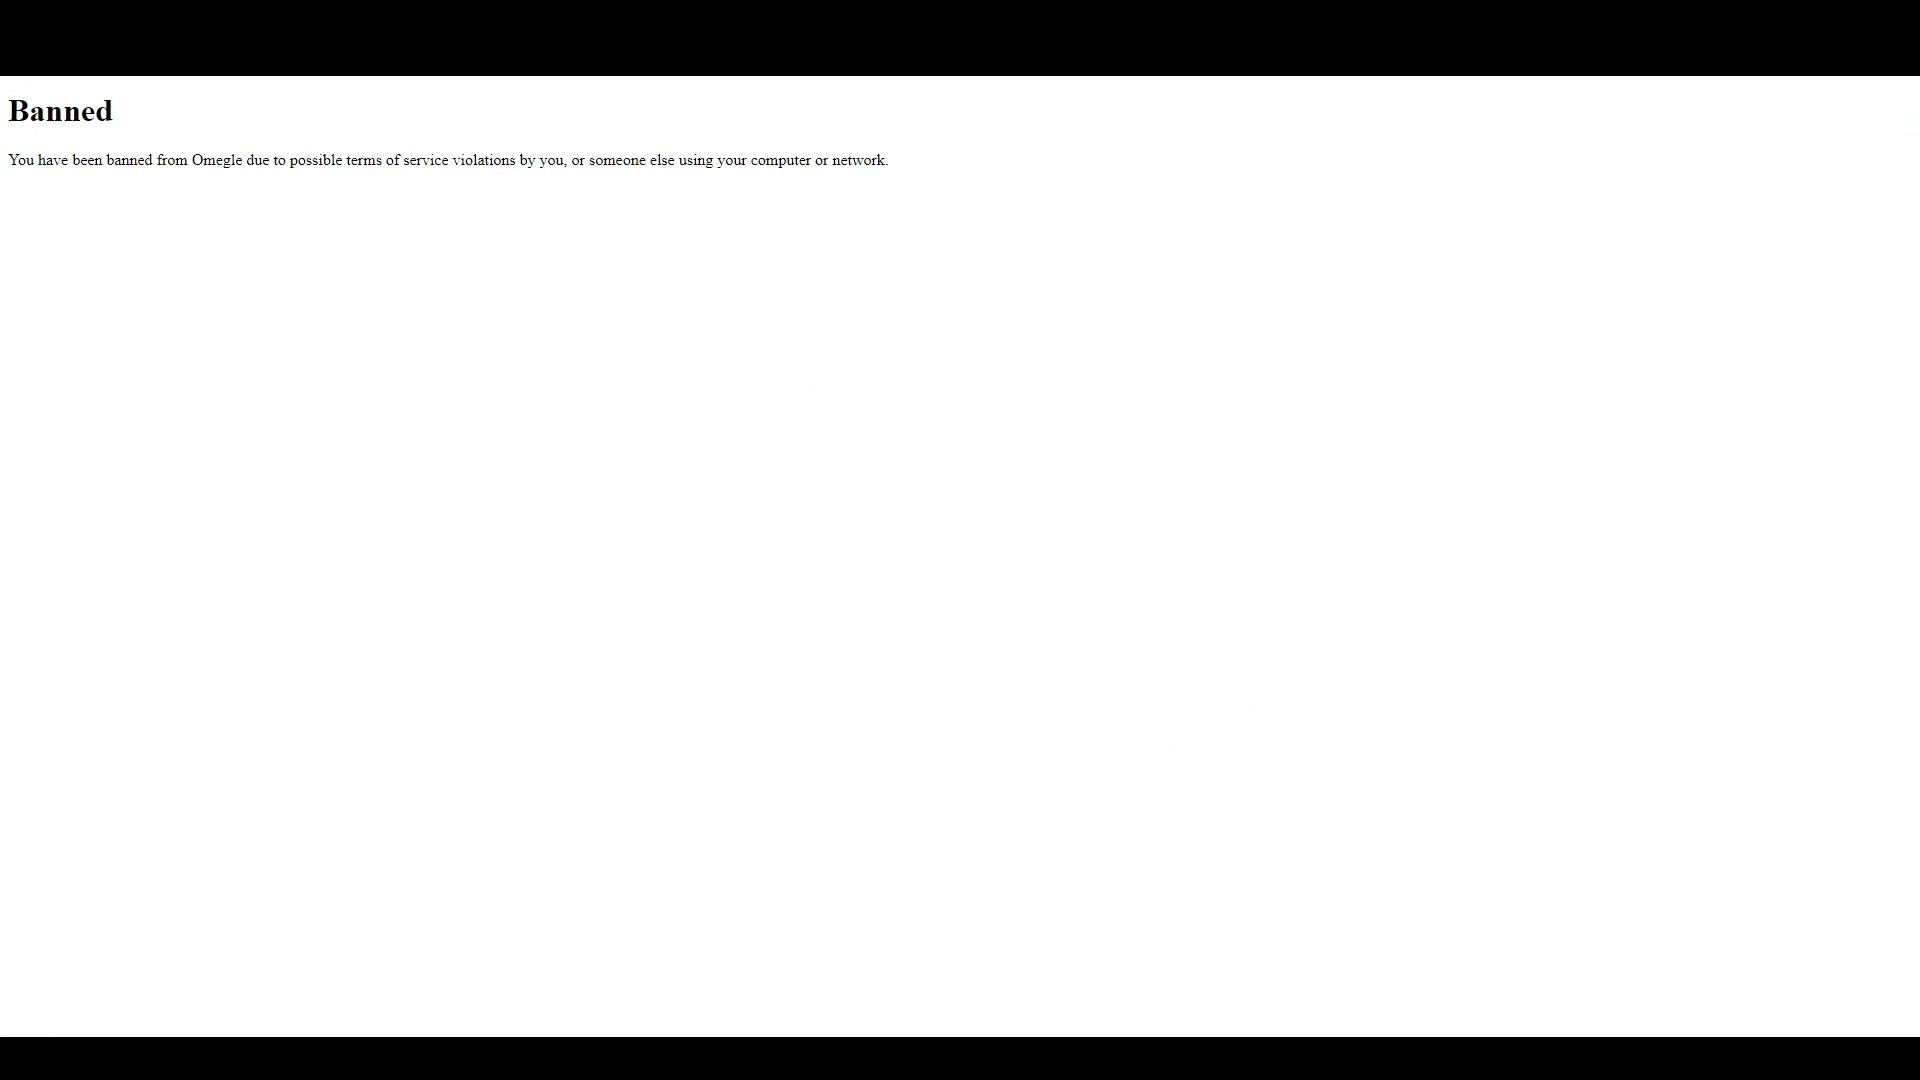 Banned
You have been banned from Omegle due to possible terms of service violations by you, or someone else using your computer or network.